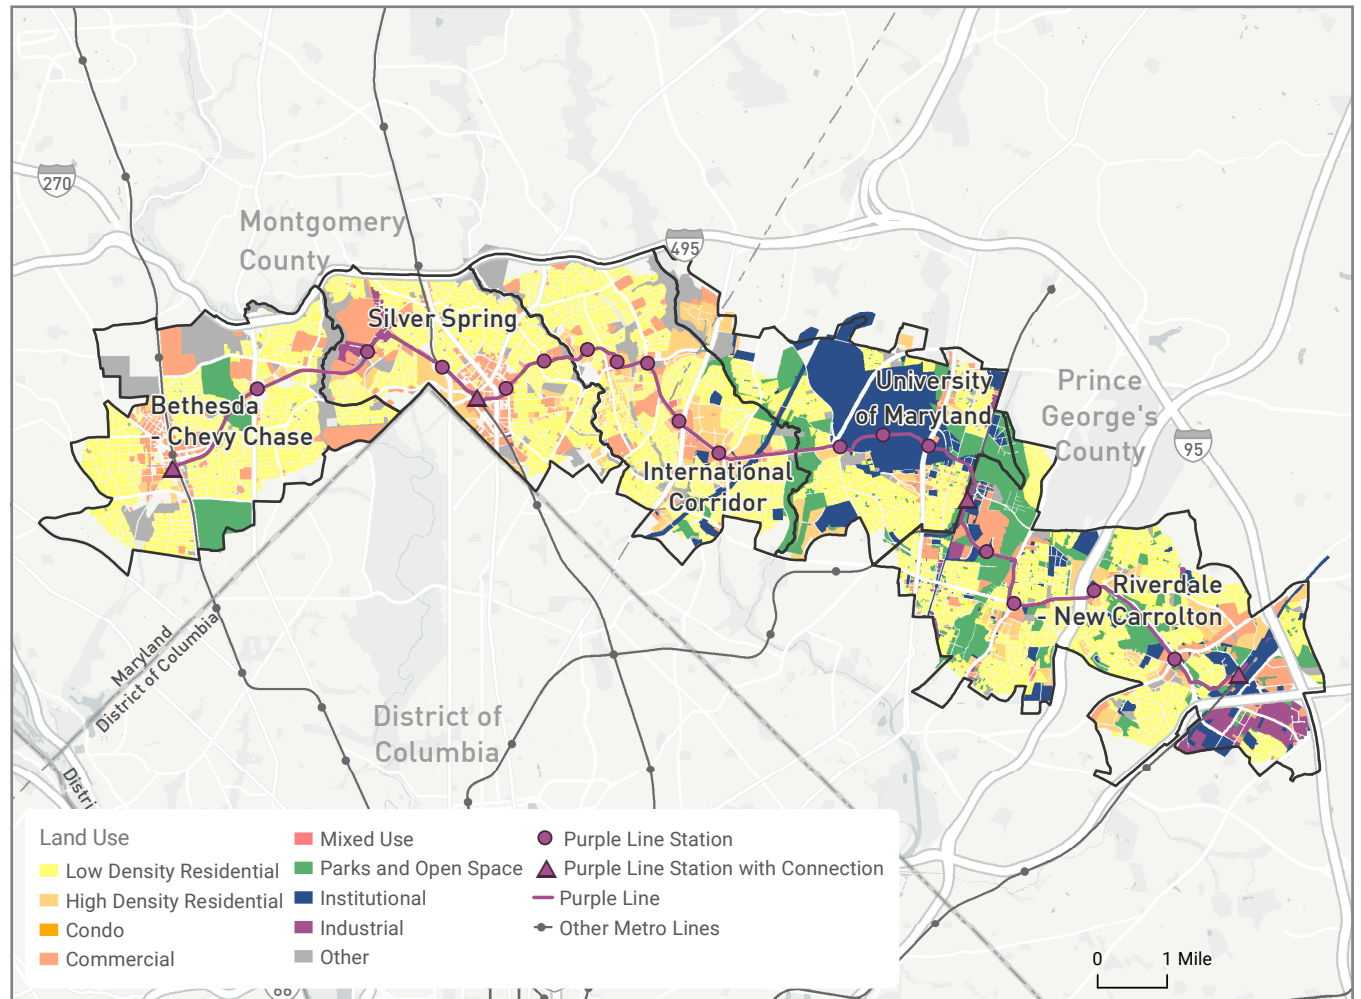 270
Montgomery
County
495
Silver Spring
Prince
George's
County
University
of Maryland
Bethesda
- Chevy Chase
95
International
Corridor
Riverdale
- New Carrolton
Maryland
District of Columbia
District of
Columbia
Distri
Land Use
Low Density Residential
High Density Residential
Condo
Commercial
Mixed Use
Parks and Open Space
Institutional
Industrial
Other
Purple Line Station
Purple Line Station with Connection
Purple Line
Other Metro Lines
0 1 Mile